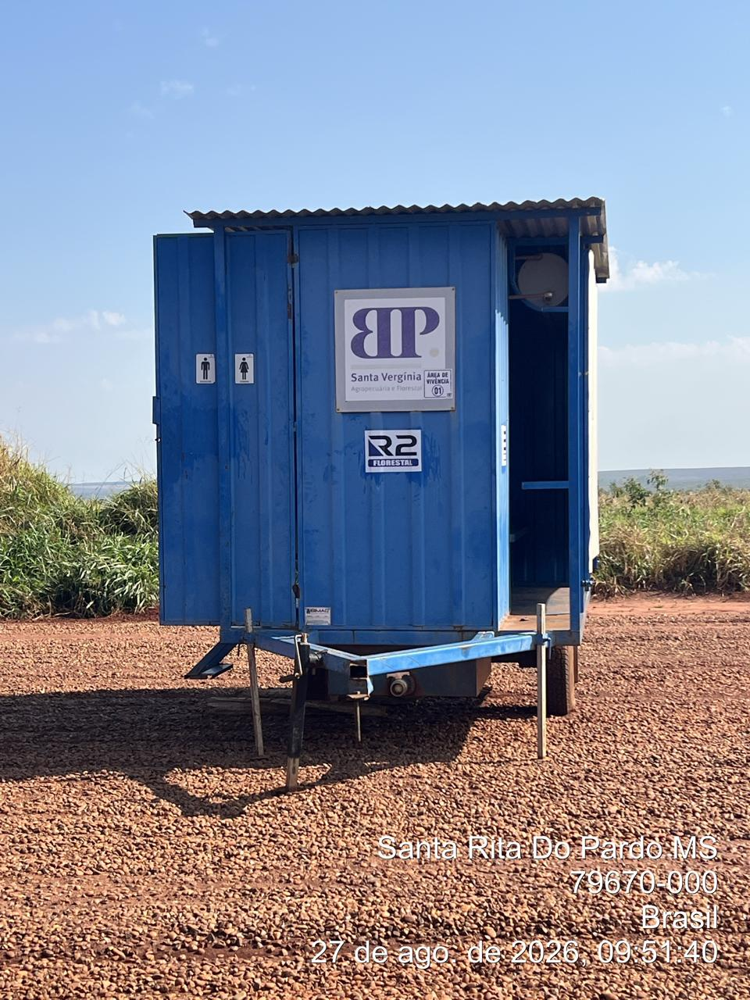 BP
Santa Vergínia
Agropecuária e Florestal
ÁREA DE
VIVÊNCIA
01
R2
FLORESTAL
Santa Rita Do Pardo MS
79670-000
Brasil
27 de ago. de 2026, 09:51:40